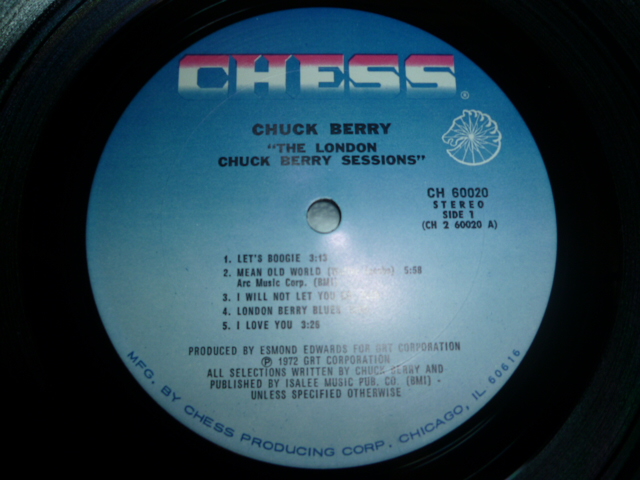 CHESS®
CHUCK BERRY
"THE LONDON
CHUCK BERRY SESSIONS"
CH 60020
STEREO
SIDE 1
(CH 2 60020 A)
1. LET'S BOOGIE 3:13
2. MEAN OLD WORLD 5:58
Arc Music Corp. (BMI)
3. I WILL NOT LET YOU
4. LONDON BERRY BLUES
5. I LOVE YOU 3:26
PRODUCED BY ESMOND EDWARDS FOR GRT CORPORATION
Ⓟ 1972 GRT CORPORATION
ALL SELECTIONS WRITTEN BY CHUCK BERRY AND
PUBLISHED BY ISALEE MUSIC PUB. CO. (BMI) -
UNLESS SPECIFIED OTHERWISE
MFG. BY CHESS PRODUCING CORP., CHICAGO, IL 60616